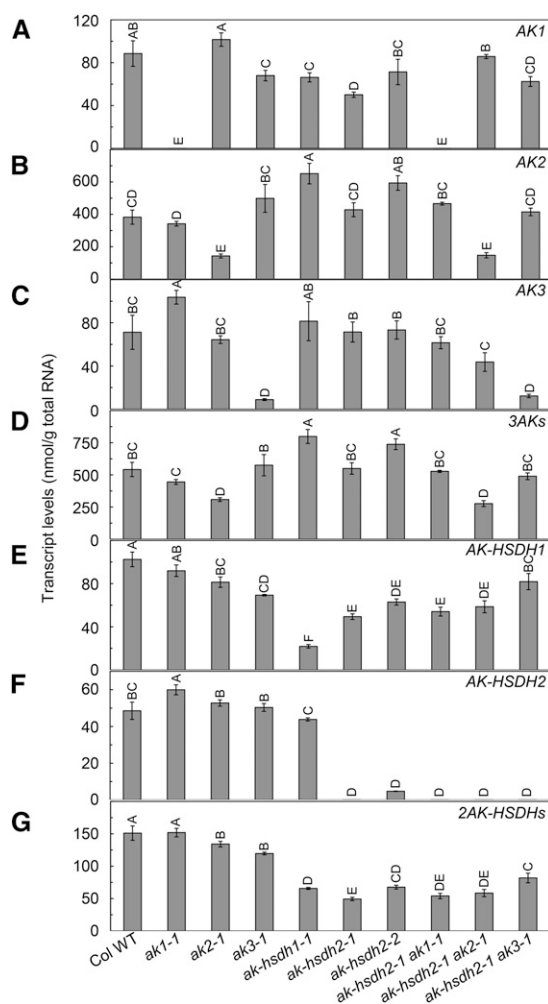 A
AK1
120
80
40
0
AB
E
A
C
C
D
BC
E
B
CD
B
AK2
600
400
200
0
CD
D
E
BC
A
CD
AB
BC
E
CD
C
AK3
80
40
0
BC
A
BC
D
AB
B
B
BC
C
D
D
3AKs
750
500
250
0
BC
C
D
B
A
BC
A
BC
D
BC
E
AK-HSDH1
80
40
0
A
AB
BC
CD
F
E
DE
E
DE
BC
F
AK-HSDH2
60
40
20
0
BC
A
B
B
C
D
D
D
D
D
G
2AK-HSDHs
150
100
50
0
A
A
B
B
D
E
CD
DE
DE
C
Transcript levels (nmol/g total RNA)
Col WT
ak1-1
ak2-1
ak3-1
ak-hsdh1-1
ak-hsdh2-1
ak-hsdh2-2
ak-hsdh2-1 ak1-1
ak-hsdh2-1 ak2-1
ak-hsdh2-1 ak3-1